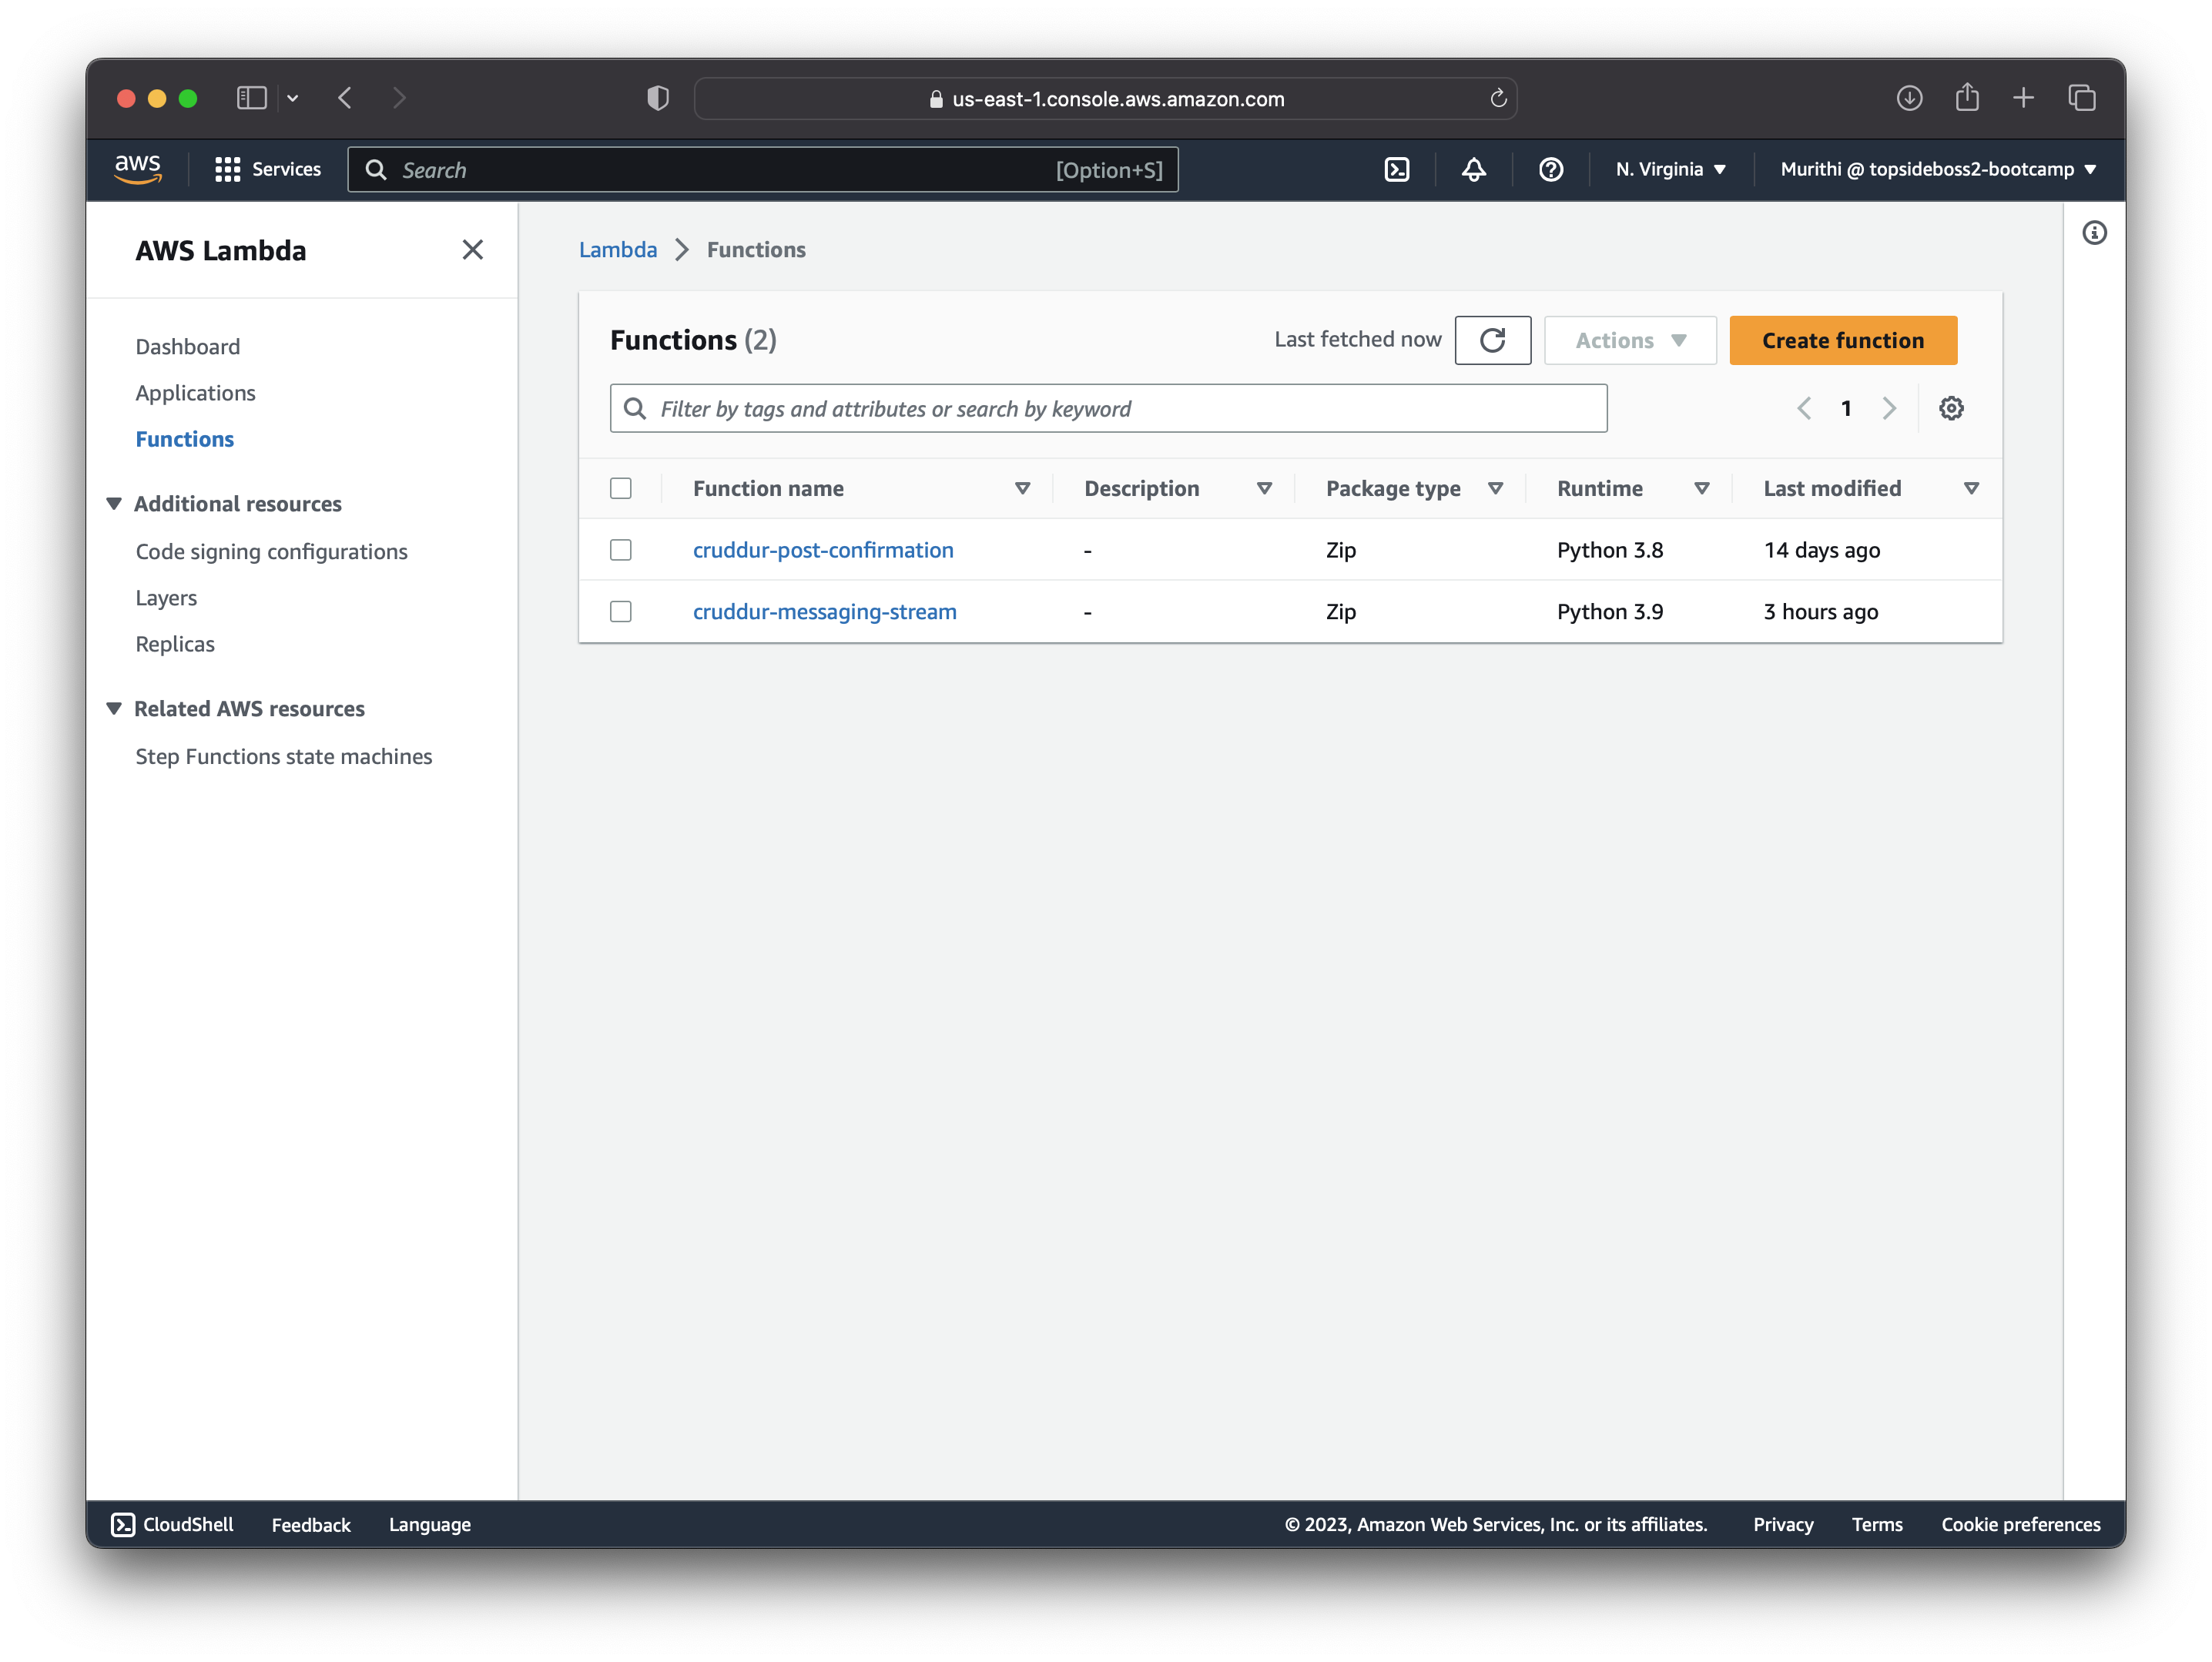 us-east-1.console.aws.amazon.com
aws Services Search [Option+S] N. Virginia Murithi @ topsideboss2-bootcamp
AWS Lambda
Dashboard
Applications
Functions
Additional resources
Code signing configurations
Layers
Replicas
Related AWS resources
Step Functions state machines
Lambda Functions
Functions (2) Last fetched now Actions Create function
Filter by tags and attributes or search by keyword 1
Function name Description Package type Runtime Last modified
cruddur-post-confirmation - Zip Python 3.8 14 days ago
cruddur-messaging-stream - Zip Python 3.9 3 hours ago
CloudShell Feedback Language © 2023, Amazon Web Services, Inc. or its affiliates. Privacy Terms Cookie preferences